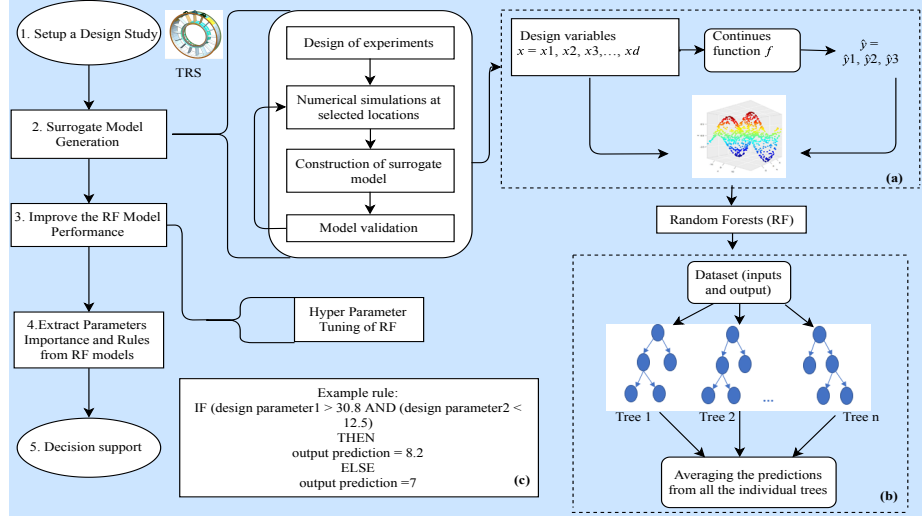 1. Setup a Design Study
TRS
2. Surrogate Model
Generation
3. Improve the RF Model
Performance
4.Extract Parameters
Importance and Rules
from RF models
5. Decision support
Design of experiments
Numerical simulations at
selected locations
Construction of surrogate
model
Model validation
Hyper Parameter
Tuning of RF
Example rule:
IF (design parameter1 > 30.8 AND (design parameter2 <
12.5)
THEN
output prediction = 8.2
ELSE
output prediction =7
(c)
Design variables
x = x1, x2, x3,…, xd
Continues
function f
ŷ =
ŷ1, ŷ2, ŷ3
(a)
Random Forests (RF)
Dataset (inputs
and output)
...
Tree 1
Tree 2
Tree n
Averaging the predictions
from all the individual trees
(b)